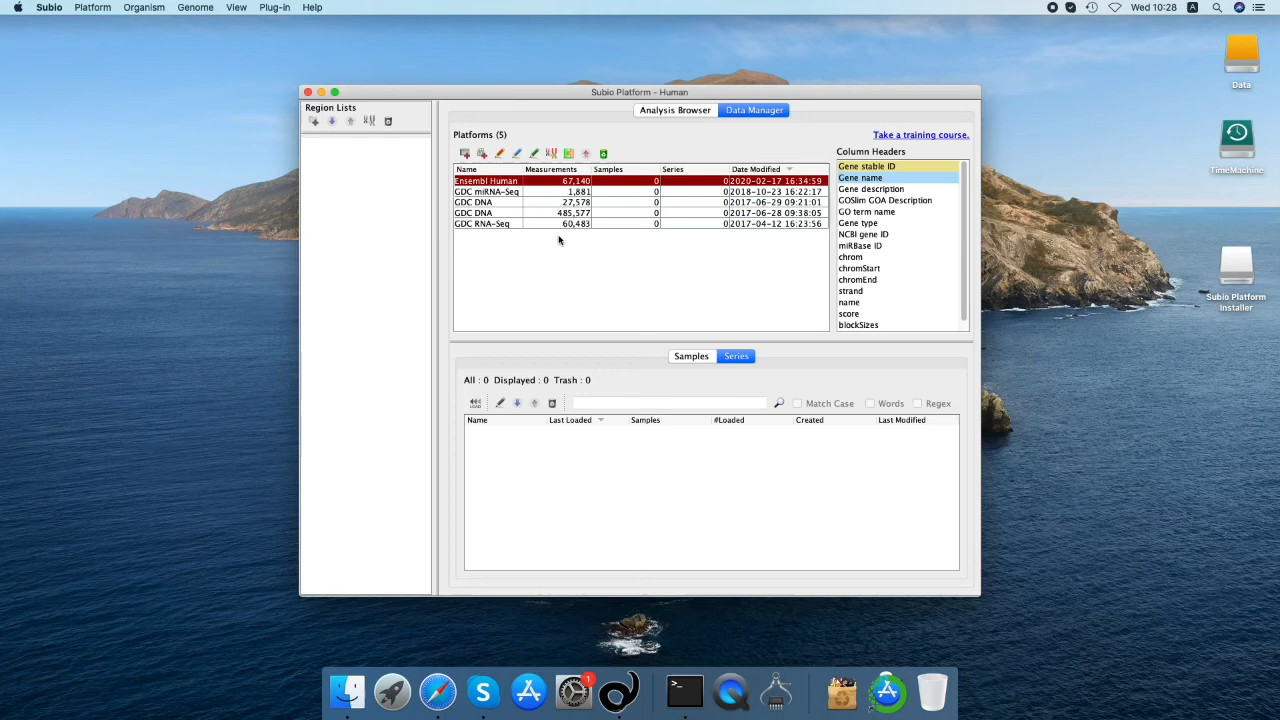 Subio Platform Organism Genome View Plug-in Help Wed 10:28 A
Subio Platform - Human
Region Lists
Analysis Browser Data Manager
Platforms (5) Take a training course.
Column Headers
Name Measurements Samples Series Date Modified
Ensembl Human 67,140 0 0 2020-02-17 16:34:59
GDC miRNA-Seq 1,881 0 0 2018-10-23 16:22:17
GDC DNA 27,578 0 0 2017-06-29 09:21:01
GDC DNA 485,577 0 0 2017-06-28 09:38:05
GDC RNA-Seq 60,483 0 0 2017-04-12 16:23:56
Gene stable ID
Gene name
Gene description
GOSlim GOA Description
GO term name
Gene type
NCBI gene ID
miRBase ID
chrom
chromStart
chromEnd
strand
name
score
blockSizes
Samples Series
All : 0 Displayed : 0 Trash : 0
LOAD Match Case Words Regex
Name Last Loaded Samples #Loaded Created Last Modified
Data
TimeMachine
Subio Platform
Installer
1
>_